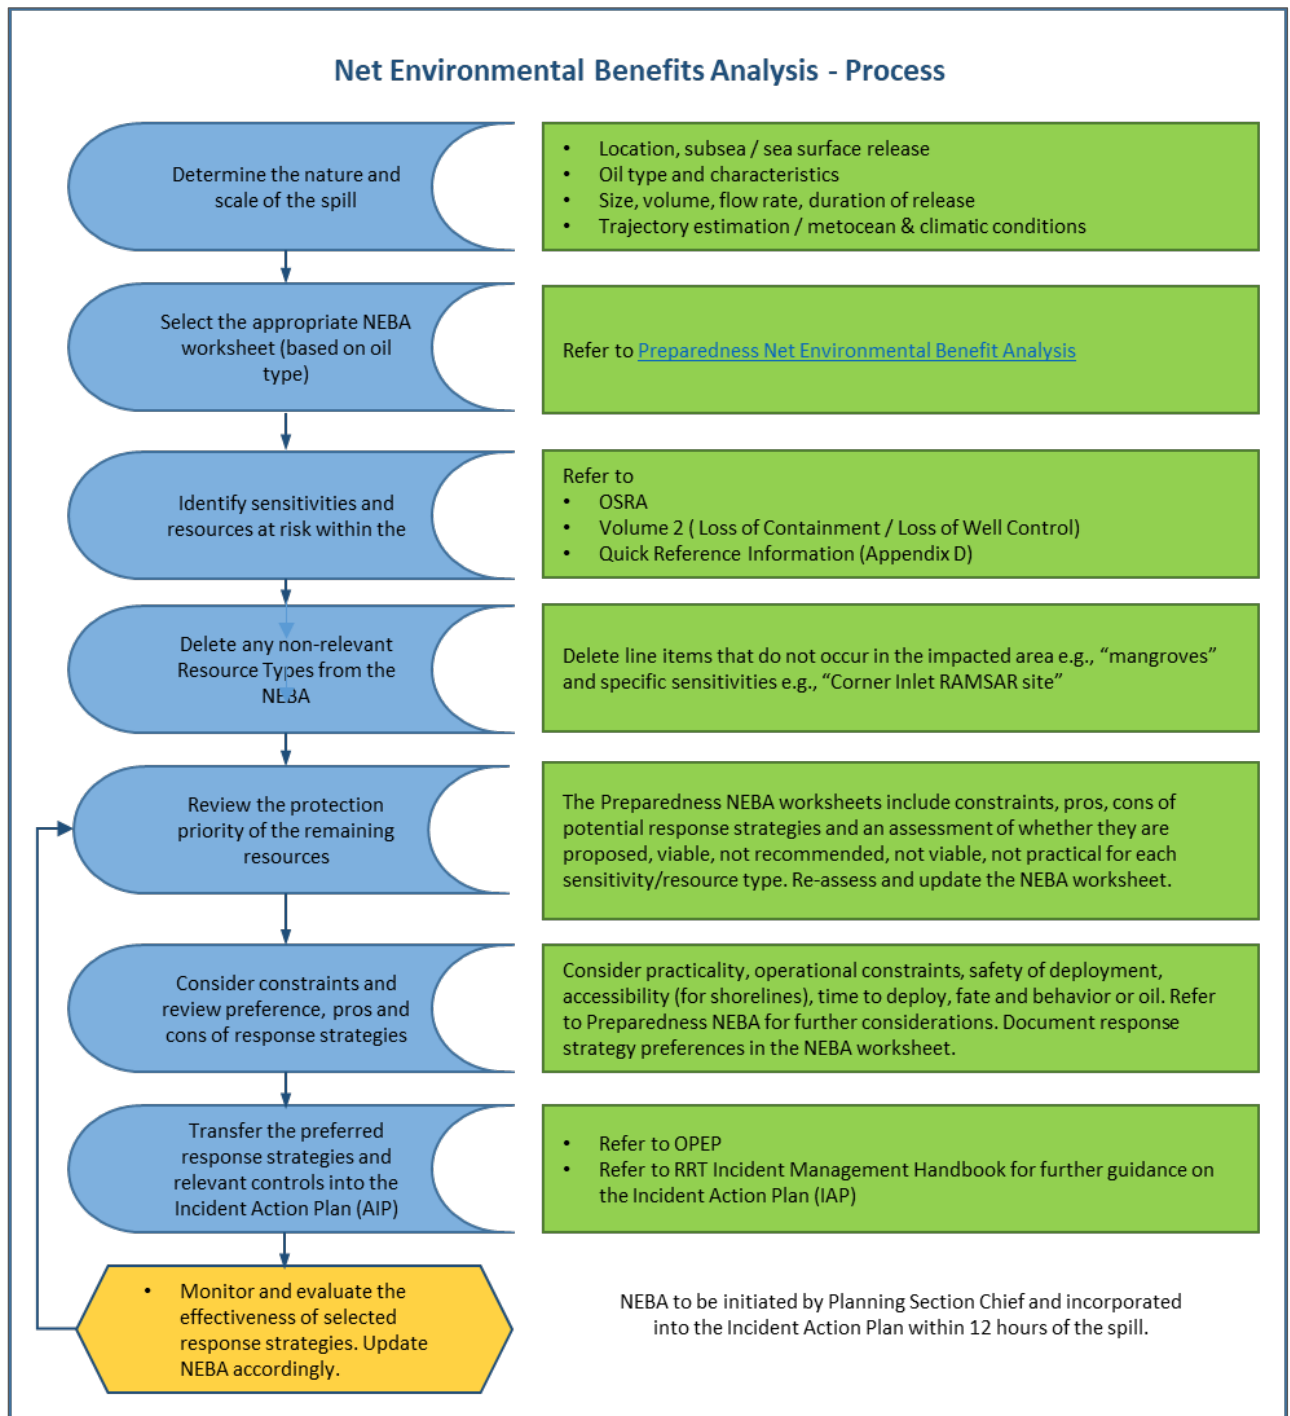 Net Environmental Benefits Analysis - Process
Determine the nature and
scale of the spill
• Location, subsea / sea surface release
• Oil type and characteristics
• Size, volume, flow rate, duration of release
• Trajectory estimation / metocean & climatic conditions
Select the appropriate NEBA
worksheet (based on oil
type)
Refer to Preparedness Net Environmental Benefit Analysis
Identify sensitivities and
resources at risk within the
Refer to
• OSRA
• Volume 2 ( Loss of Containment / Loss of Well Control)
• Quick Reference Information (Appendix D)
Delete any non-relevant
Resource Types from the
NEBA
Delete line items that do not occur in the impacted area e.g., “mangroves”
and specific sensitivities e.g., “Corner Inlet RAMSAR site”
Review the protection
priority of the remaining
resources
The Preparedness NEBA worksheets include constraints, pros, cons of
potential response strategies and an assessment of whether they are
proposed, viable, not recommended, not viable, not practical for each
sensitivity/resource type. Re-assess and update the NEBA worksheet.
Consider constraints and
review preference, pros and
cons of response strategies
Consider practicality, operational constraints, safety of deployment,
accessibility (for shorelines), time to deploy, fate and behavior or oil. Refer
to Preparedness NEBA for further considerations. Document response
strategy preferences in the NEBA worksheet.
Transfer the preferred
response strategies and
relevant controls into the
Incident Action Plan (AIP)
• Refer to OPEP
• Refer to RRT Incident Management Handbook for further guidance on
the Incident Action Plan (IAP)
• Monitor and evaluate the
effectiveness of selected
response strategies. Update
NEBA accordingly.
NEBA to be initiated by Planning Section Chief and incorporated
into the Incident Action Plan within 12 hours of the spill.